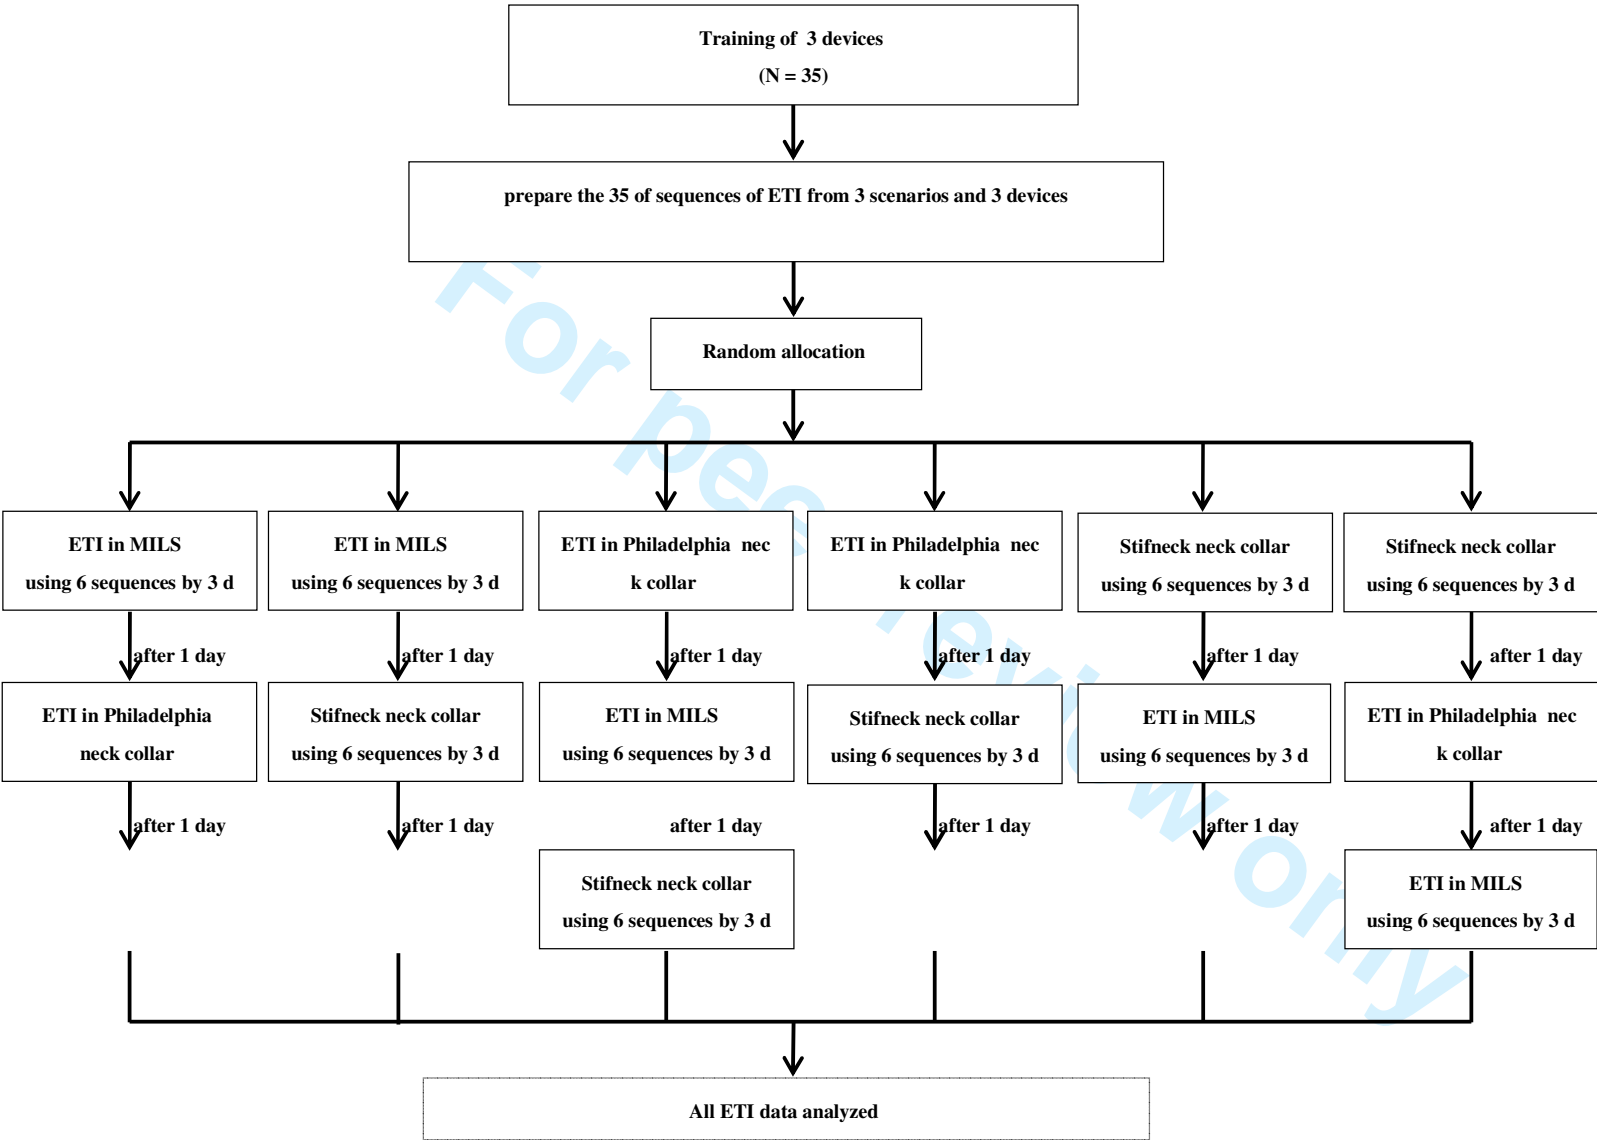 Training of 3 devices
(N = 35)
prepare the 35 of sequences of ETI from 3 scenarios and 3 devices
Random allocation
ETI in MILS
using 6 sequences by 3 d
ETI in MILS
using 6 sequences by 3 d
ETI in Philadelphia nec
k collar
ETI in Philadelphia nec
k collar
Stifneck neck collar
using 6 sequences by 3 d
Stifneck neck collar
using 6 sequences by 3 d
after 1 day
after 1 day
after 1 day
after 1 day
after 1 day
after 1 day
ETI in Philadelphia
neck collar
Stifneck neck collar
using 6 sequences by 3 d
ETI in MILS
using 6 sequences by 3 d
Stifneck neck collar
using 6 sequences by 3 d
ETI in MILS
using 6 sequences by 3 d
ETI in Philadelphia nec
k collar
after 1 day
after 1 day
after 1 day
after 1 day
after 1 day
after 1 day
Stifneck neck collar
using 6 sequences by 3 d
ETI in MILS
using 6 sequences by 3 d
All ETI data analyzed
For peer review only